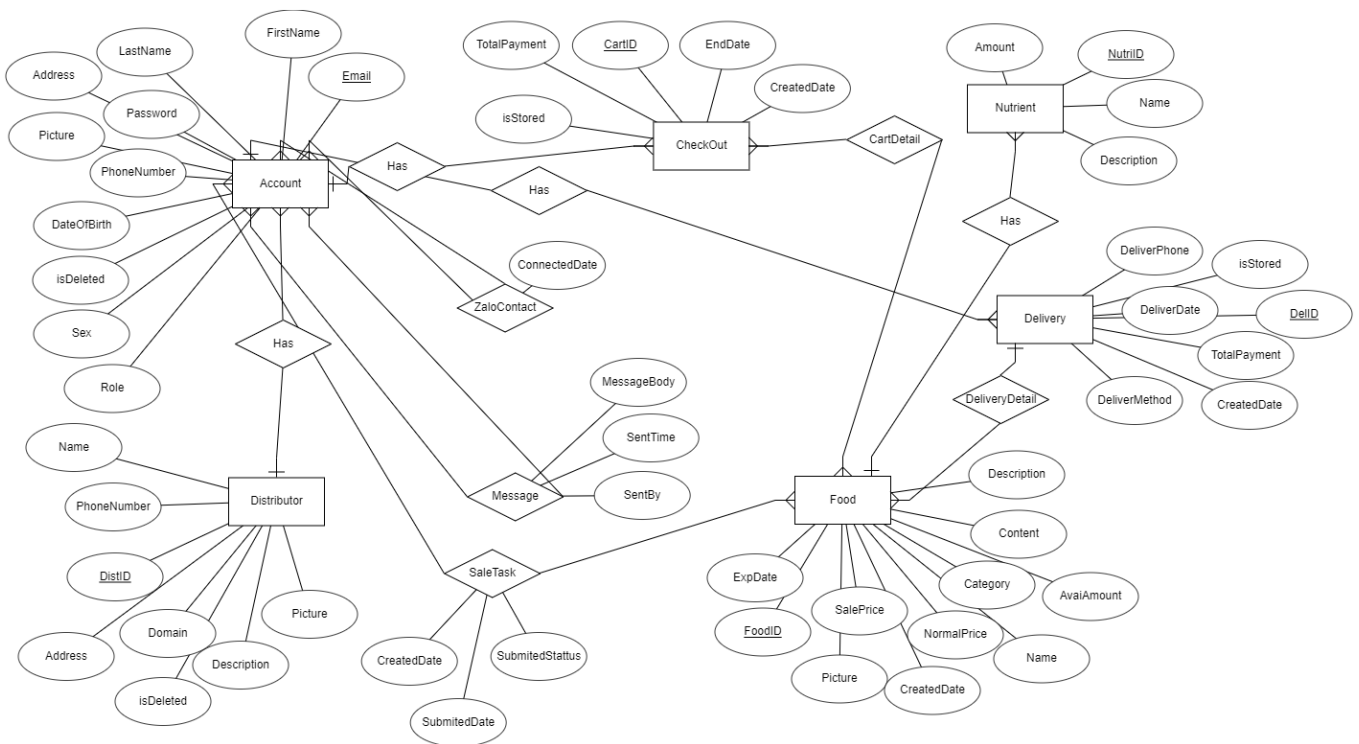 FirstName
LastName
TotalPayment
CartID
EndDate
Amount
NutriID
Address
Email
CreatedDate
Nutrient
Name
Password
isStored
Picture
CheckOut
CartDetail
PhoneNumber
Account
Has
Has
Description
DateOfBirth
Has
DeliverPhone
isStored
ConnectedDate
isDeleted
ZaloContact
Delivery
DeliverDate
DelID
Sex
Has
TotalPayment
MessageBody
Role
DeliveryDetail
DeliverMethod
CreatedDate
Name
SentTime
Description
PhoneNumber
Distributor
Message
SentBy
Food
Content
DistID
SaleTask
ExpDate
Category
AvaiAmount
Picture
SalePrice
Domain
FoodID
NormalPrice
Address
Description
CreatedDate
SubmitedStattus
Name
isDeleted
Picture
CreatedDate
SubmitedDate